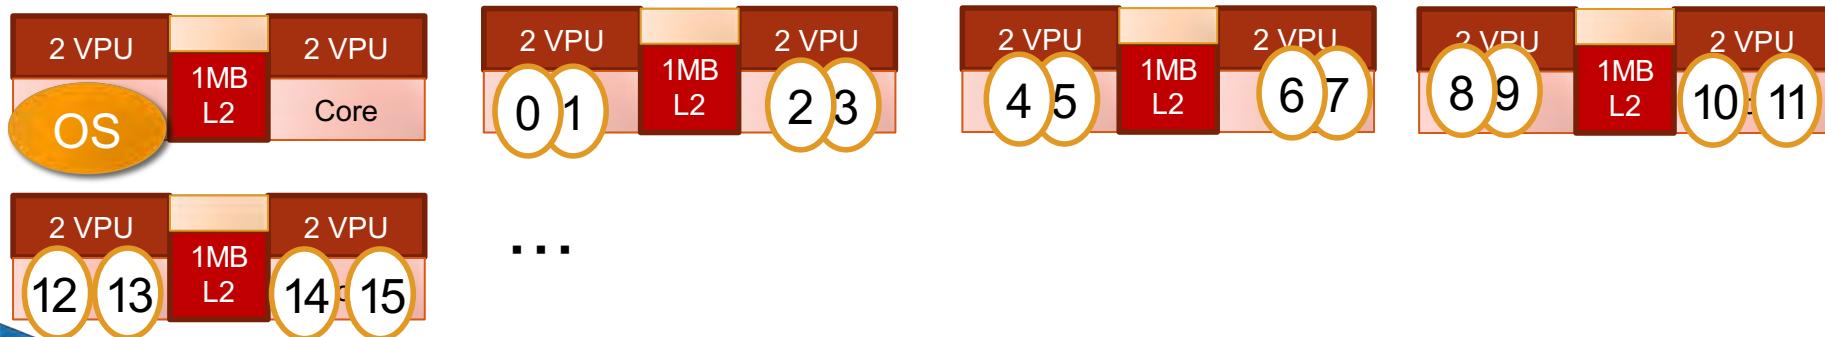 2 VPU 1MB L2 2 VPU
OS Core
2 VPU 1MB L2 2 VPU
0 1 2 3
2 VPU 1MB L2 2 VPU
4 5 6 7
2 VPU 1MB L2 2 VPU
8 9 10 11
2 VPU 1MB L2 2 VPU
12 13 14 15
...